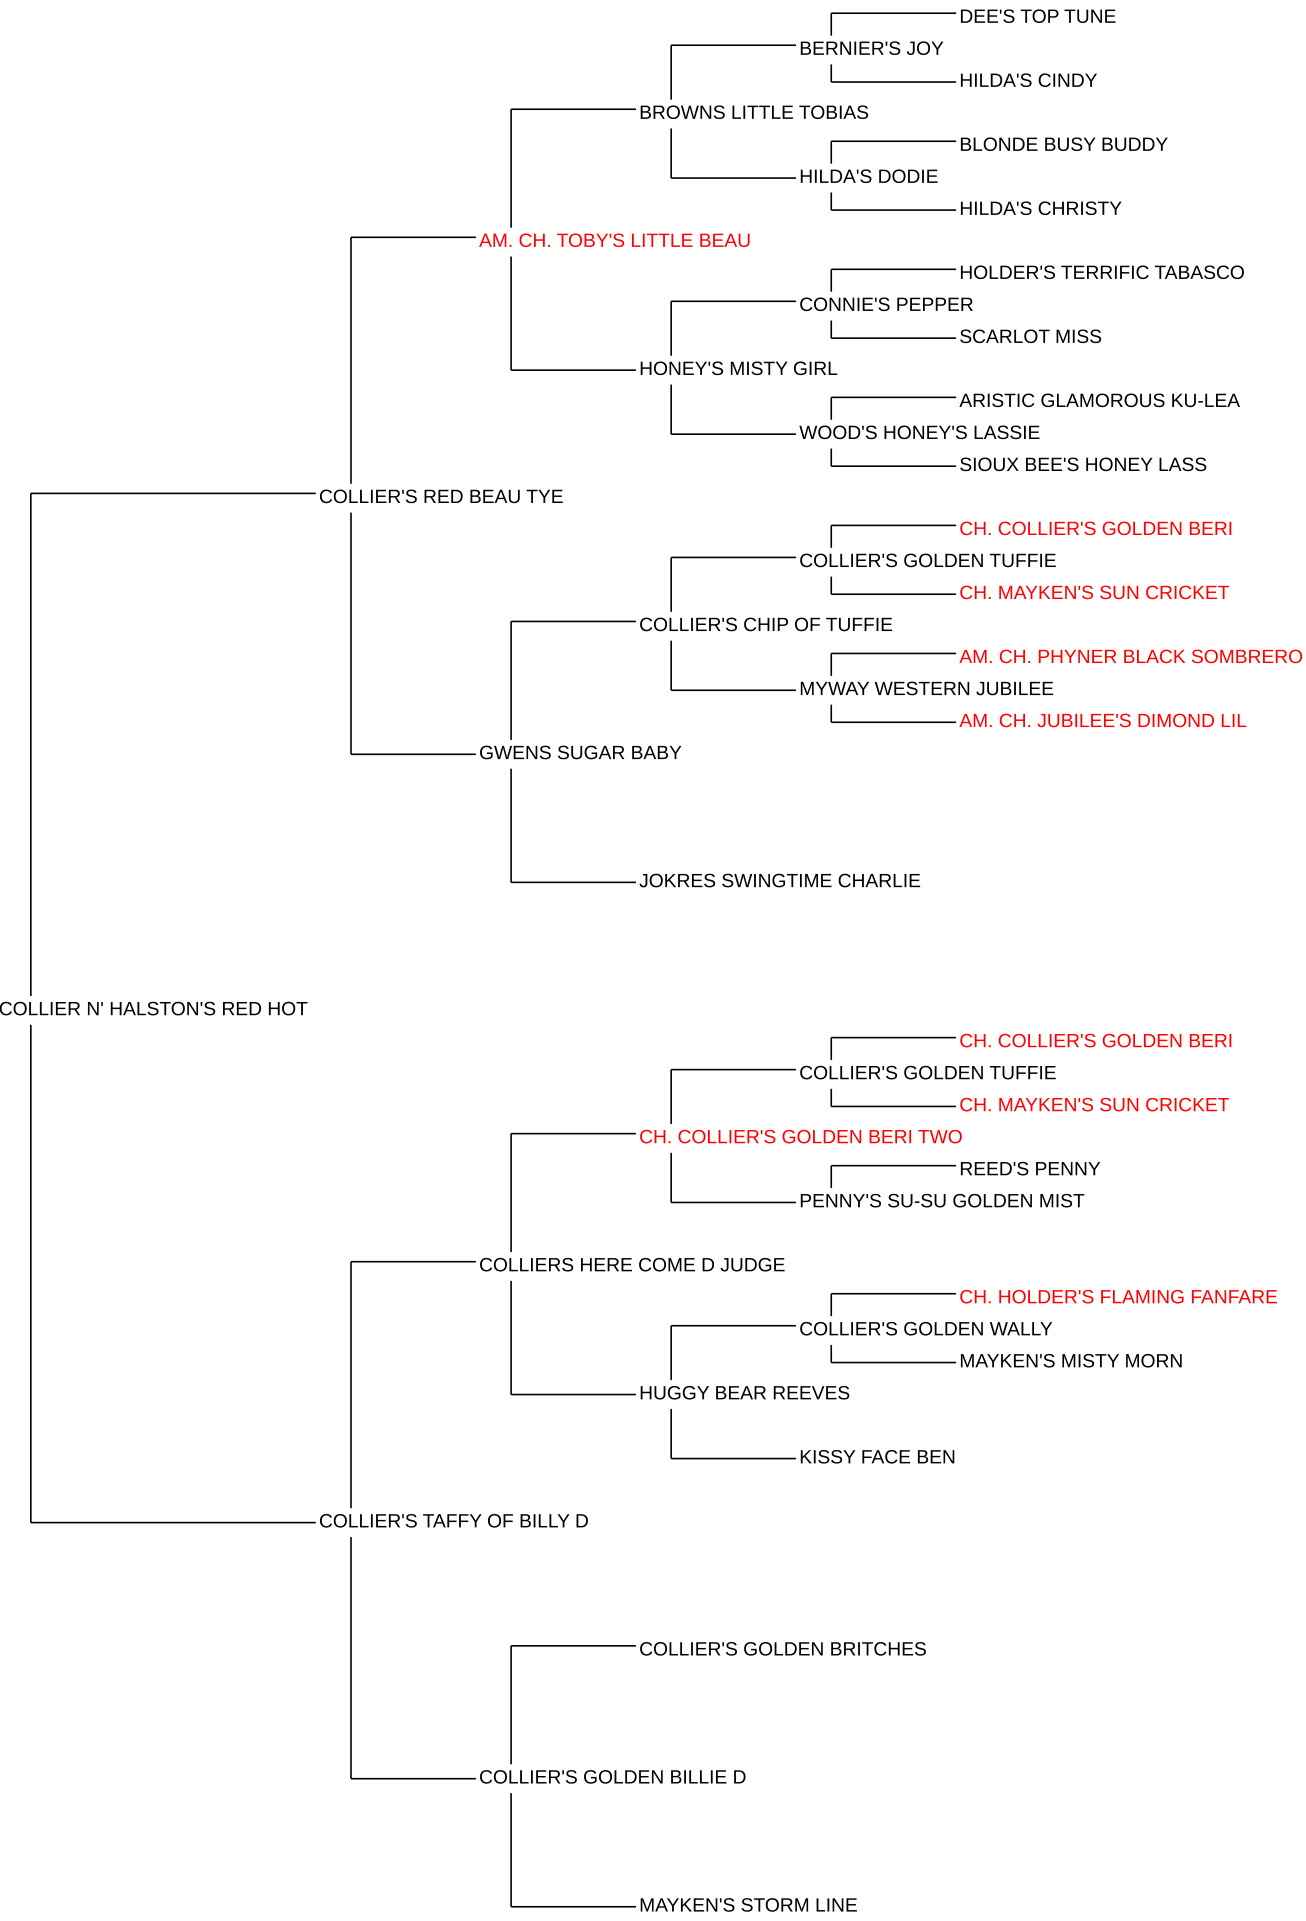 DEE'S TOP TUNE
BERNIER'S JOY
HILDA'S CINDY
BROWNS LITTLE TOBIAS
BLONDE BUSY BUDDY
HILDA'S DODIE
HILDA'S CHRISTY
AM. CH. TOBY'S LITTLE BEAU
HOLDER'S TERRIFIC TABASCO
CONNIE'S PEPPER
SCARLOT MISS
HONEY'S MISTY GIRL
ARISTIC GLAMOROUS KU-LEA
WOOD'S HONEY'S LASSIE
SIOUX BEE'S HONEY LASS
COLLIER'S RED BEAU TYE
CH. COLLIER'S GOLDEN BERI
COLLIER'S GOLDEN TUFFIE
CH. MAYKEN'S SUN CRICKET
COLLIER'S CHIP OF TUFFIE
AM. CH. PHYNER BLACK SOMBRERO
MYWAY WESTERN JUBILEE
AM. CH. JUBILEE'S DIMOND LIL
GWENS SUGAR BABY
JOKRES SWINGTIME CHARLIE
COLLIER N' HALSTON'S RED HOT
CH. COLLIER'S GOLDEN BERI
COLLIER'S GOLDEN TUFFIE
CH. MAYKEN'S SUN CRICKET
CH. COLLIER'S GOLDEN BERI TWO
REED'S PENNY
PENNY'S SU-SU GOLDEN MIST
COLLIERS HERE COME D JUDGE
CH. HOLDER'S FLAMING FANFARE
COLLIER'S GOLDEN WALLY
MAYKEN'S MISTY MORN
HUGGY BEAR REEVES
KISSY FACE BEN
COLLIER'S TAFFY OF BILLY D
COLLIER'S GOLDEN BRITCHES
COLLIER'S GOLDEN BILLIE D
MAYKEN'S STORM LINE